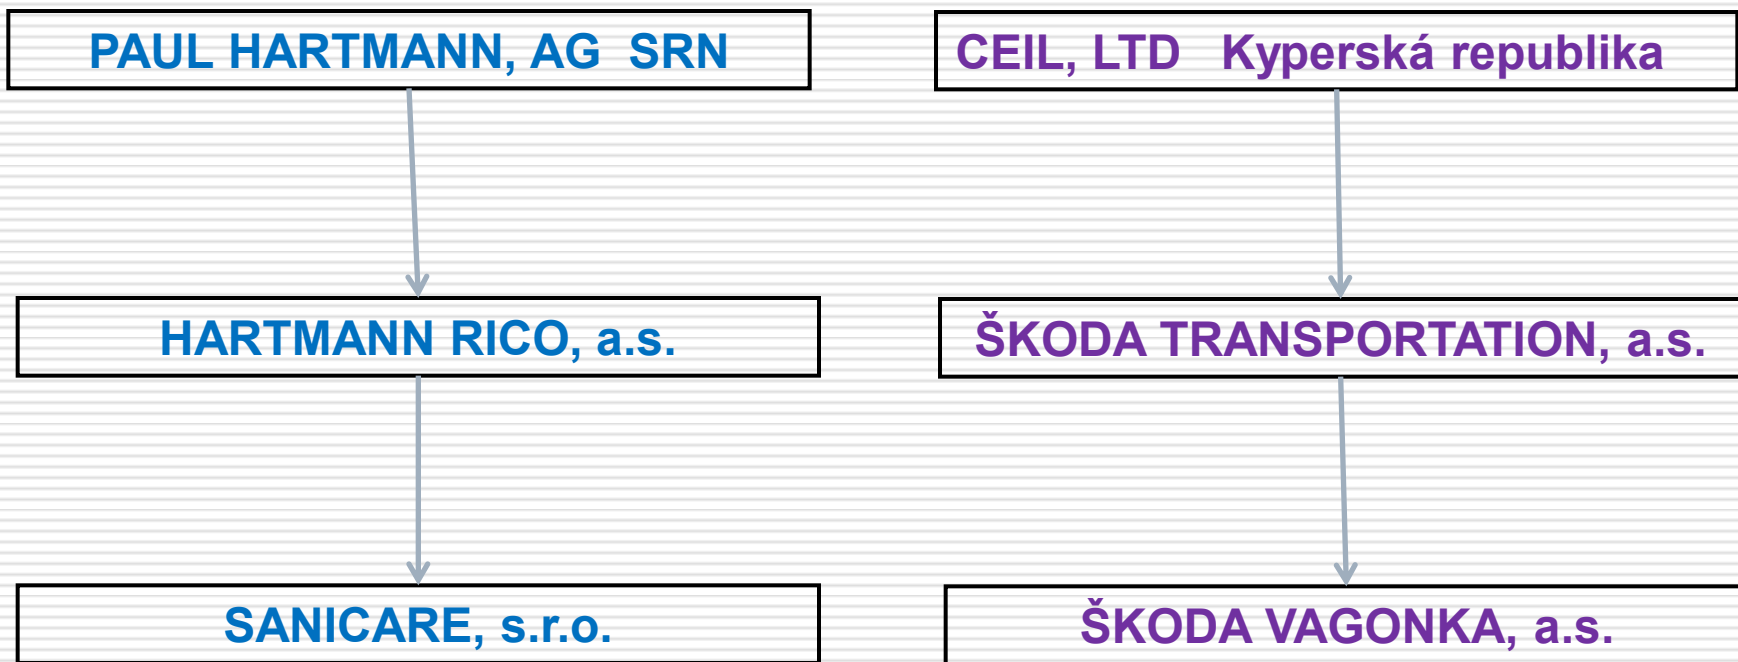 PAUL HARTMANN, AG SRN
CEIL, LTD Kyperská republika
HARTMANN RICO, a.s.
ŠKODA TRANSPORTATION, a.s.
SANICARE, s.r.o.
ŠKODA VAGONKA, a.s.